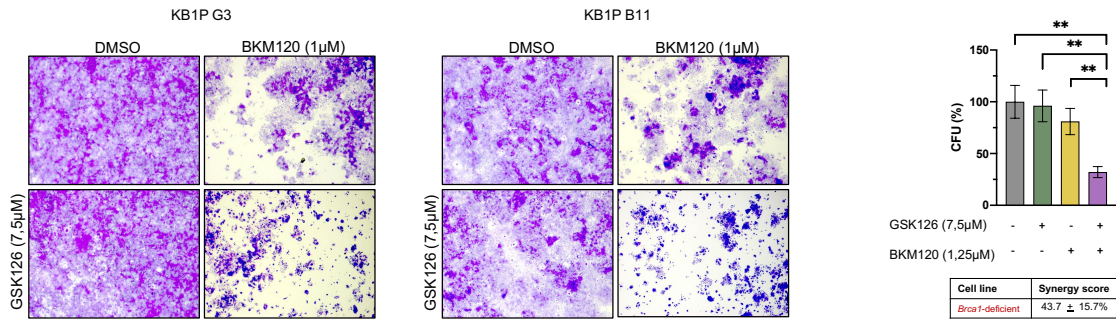 KB1P G3
DMSO
BKM120 (1µM)
GSK126 (7,5µM)
KB1P B11
DMSO
BKM120 (1µM)
GSK126 (7,5µM)
**
**
**
CFU (%)
150
100
50
0
GSK126 (7,5µM) - + - +
BKM120 (1,25µM) - - + +
Cell line Synergy score
Brca1-deficient 43.7 ± 15.7%